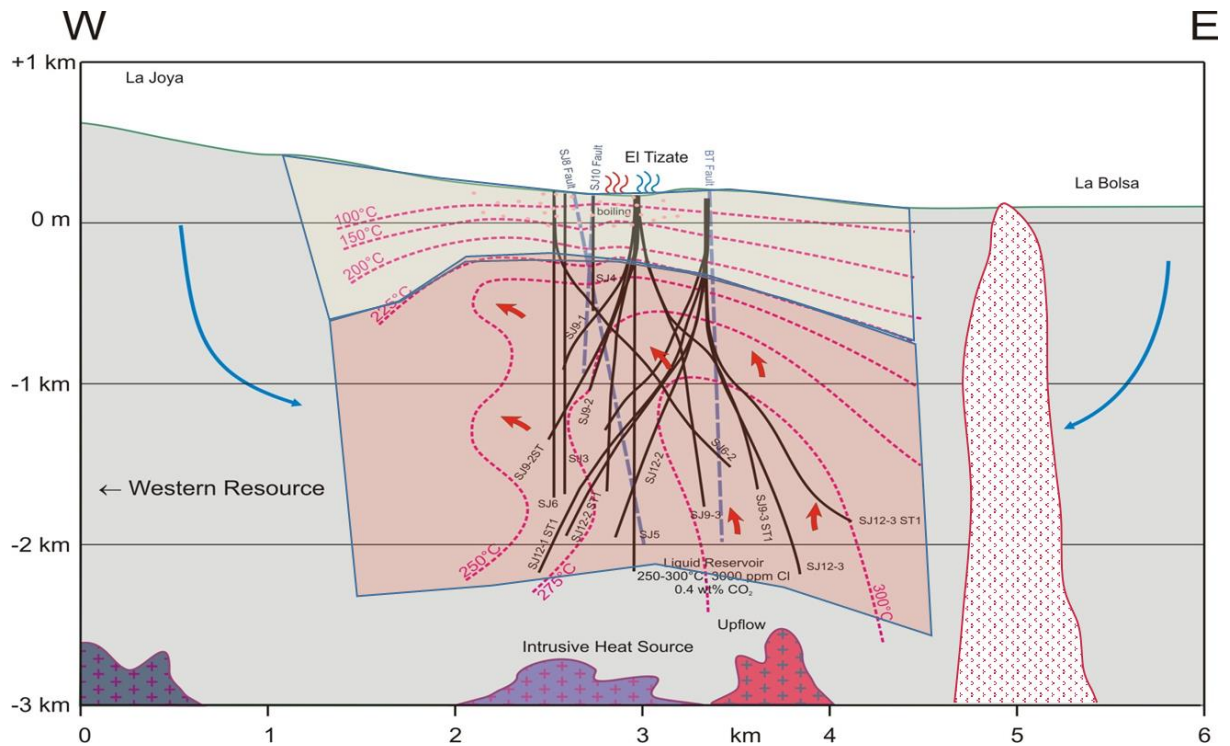 W
E
+1 km
La Joya
SJ8 Fault
SJ10 Fault
El Tizate
BT Fault
La Bolsa
0 m
100°C
boiling
150°C
200°C
225°C
SJ4
SJ9-1
-1 km
SJ9-2
SJ9-2ST
SJ3
SJ12-2
SJ6-2
← Western Resource
SJ6
SJ12-2 ST1
SJ9-3
SJ9-3 ST1
SJ12-3 ST1
SJ12-1 ST1
SJ5
-2 km
250°C
275°C
Liquid Reservoir
250-300°C, 3000 ppm Cl
0.4 wt% CO₂
SJ12-3
300°C
Upflow
Intrusive Heat Source
-3 km
0
1
2
3
km
4
5
6